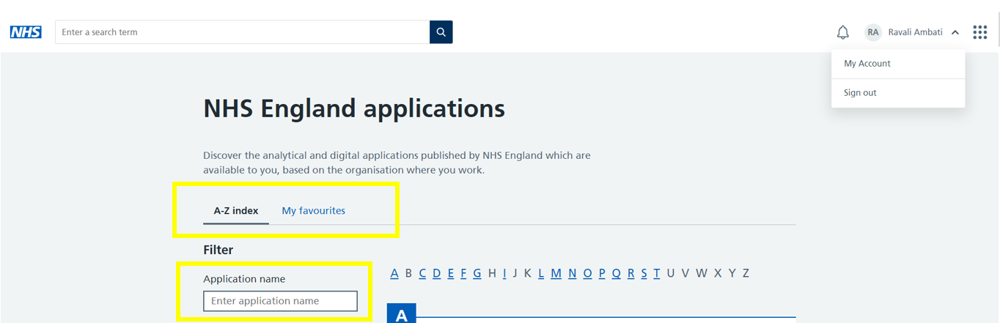 NHS
Enter a search term
RA
Ravali Ambati
My Account
Sign out
NHS England applications
Discover the analytical and digital applications published by NHS England which are
available to you, based on the organisation where you work.
A-Z index
My favourites
Filter
Application name
Enter application name
A B C D E F G H I J K L M N O P Q R S T U V W X Y Z
A